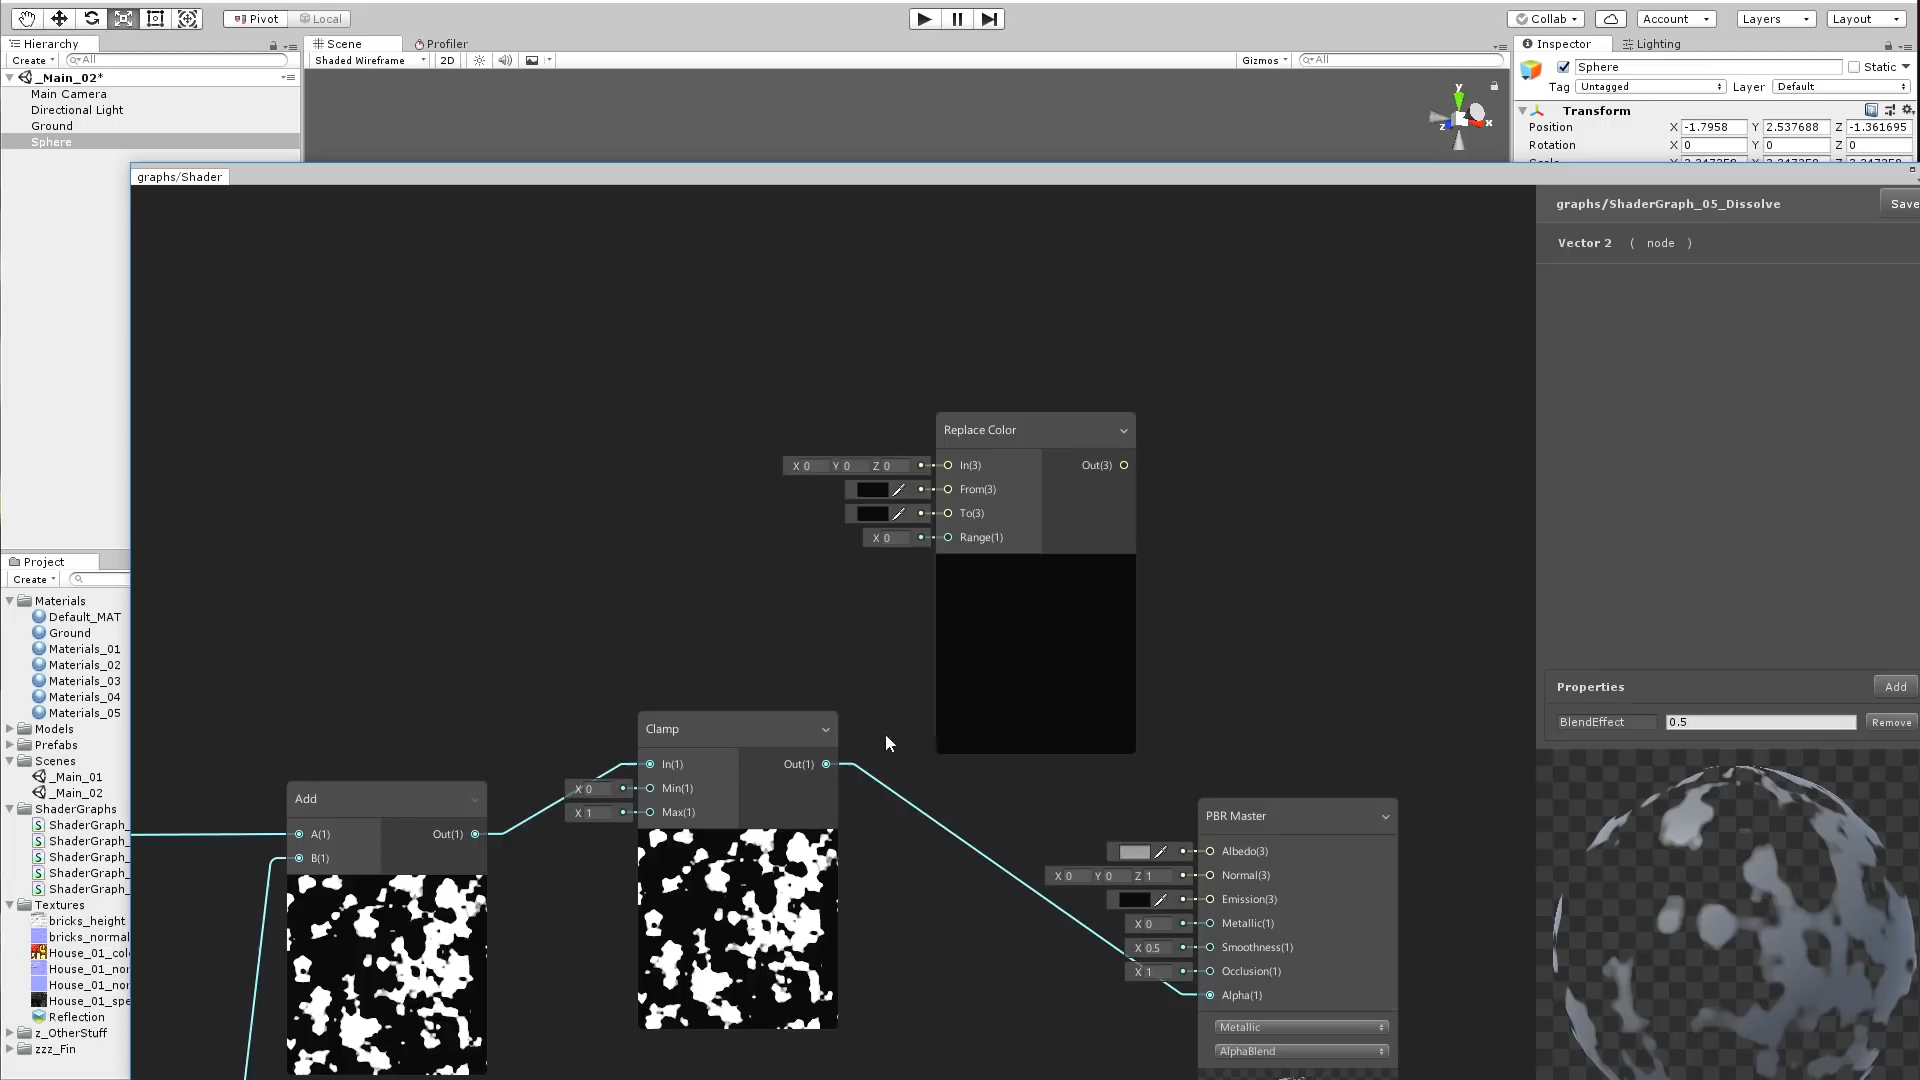 Pivot
Local
Collab
Account
Layers
Layout
Hierarchy
Scene
Profiler
Inspector
Lighting
Create
All
Shaded Wireframe
2D
Gizmos
All
Sphere
Static
_Main_02*
Tag Untagged Layer Default
Main Camera
Directional Light
Ground
Sphere
y
x
z
Transform
Position X -1.7958 Y 2.537688 Z -1.361695
Rotation X 0 Y 0 Z 0
graphs/Shader
graphs/ShaderGraph_05_Dissolve
Save
Vector 2 ( node )
Replace Color
X 0 Y 0 Z 0 In(3) Out(3)
From(3)
To(3)
X 0 Range(1)
Project
Create
Materials
Default_MAT
Ground
Materials_01
Materials_02
Materials_03
Materials_04
Materials_05
Models
Prefabs
Scenes
_Main_01
_Main_02
ShaderGraphs
ShaderGraph_
ShaderGraph_
ShaderGraph_
ShaderGraph_
ShaderGraph_
Textures
bricks_height
bricks_normal
House_01_col
House_01_nor
House_01_nor
House_01_spe
Reflection
z_OtherStuff
zzz_Fin
Properties
Add
BlendEffect 0.5 Remove
Clamp
In(1) Out(1)
X 0 Min(1)
X 1 Max(1)
Add
A(1) Out(1)
B(1)
PBR Master
Albedo(3)
X 0 Y 0 Z 1 Normal(3)
Emission(3)
X 0 Metallic(1)
X 0.5 Smoothness(1)
X 1 Occlusion(1)
Alpha(1)
Metallic
AlphaBlend